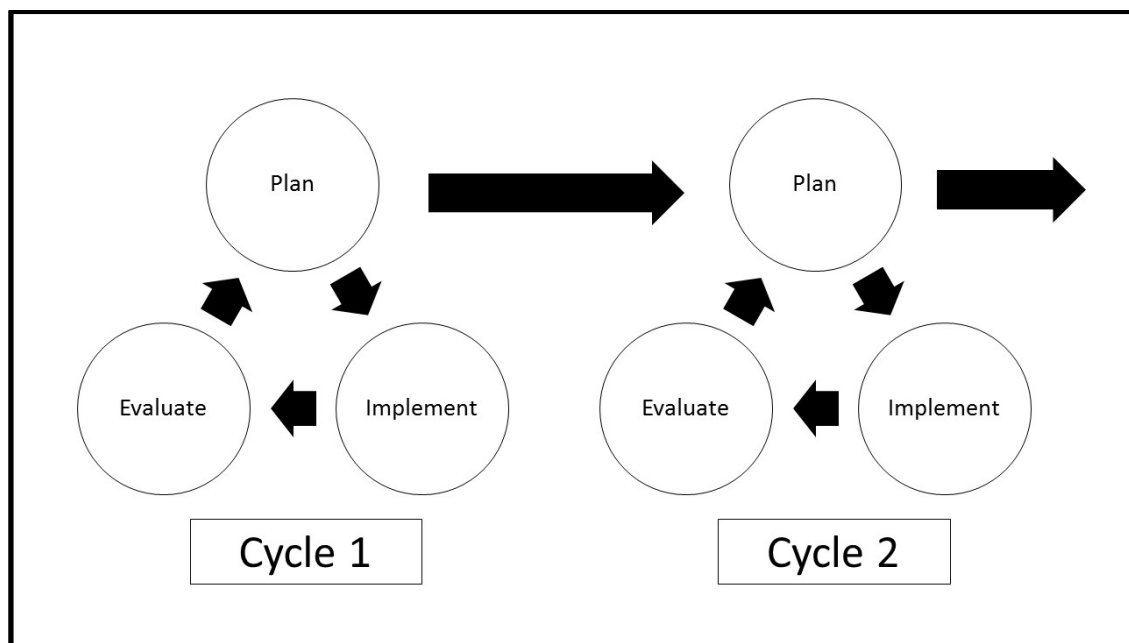 Plan
Evaluate
Implement
Cycle 1
Plan
Evaluate
Implement
Cycle 2